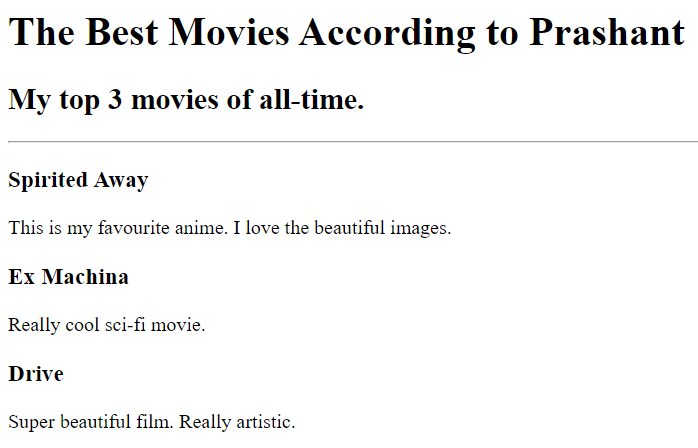 The Best Movies According to Prashant
My top 3 movies of all-time.
Spirited Away
This is my favourite anime. I love the beautiful images.
Ex Machina
Really cool sci-fi movie.
Drive
Super beautiful film. Really artistic.